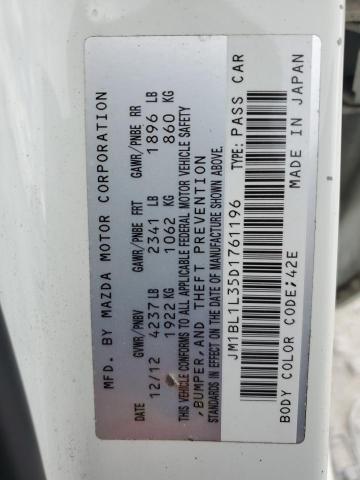 MFD. BY MAZDA MOTOR CORPORATION
DATE GVWR/PNBV GAWR/PNBE FRT GAWR/PNBE RR
12/12 4237LB 2341 LB 1896 LB
1922 KG 1062 KG 860 KG
THIS VEHICLE CONFORMS TO ALL APPLICABLE FEDERAL MOTOR VEHICLE SAFETY
, BUMPER, AND THEFT PREVENTION
STANDARDS IN EFFECT ON THE DATE OF MANUFACTURE SHOWN ABOVE.
JM1BL1L35D1761196 TYPE: PASS CAR
BODY COLOR CODE;42E MADE IN JAPAN